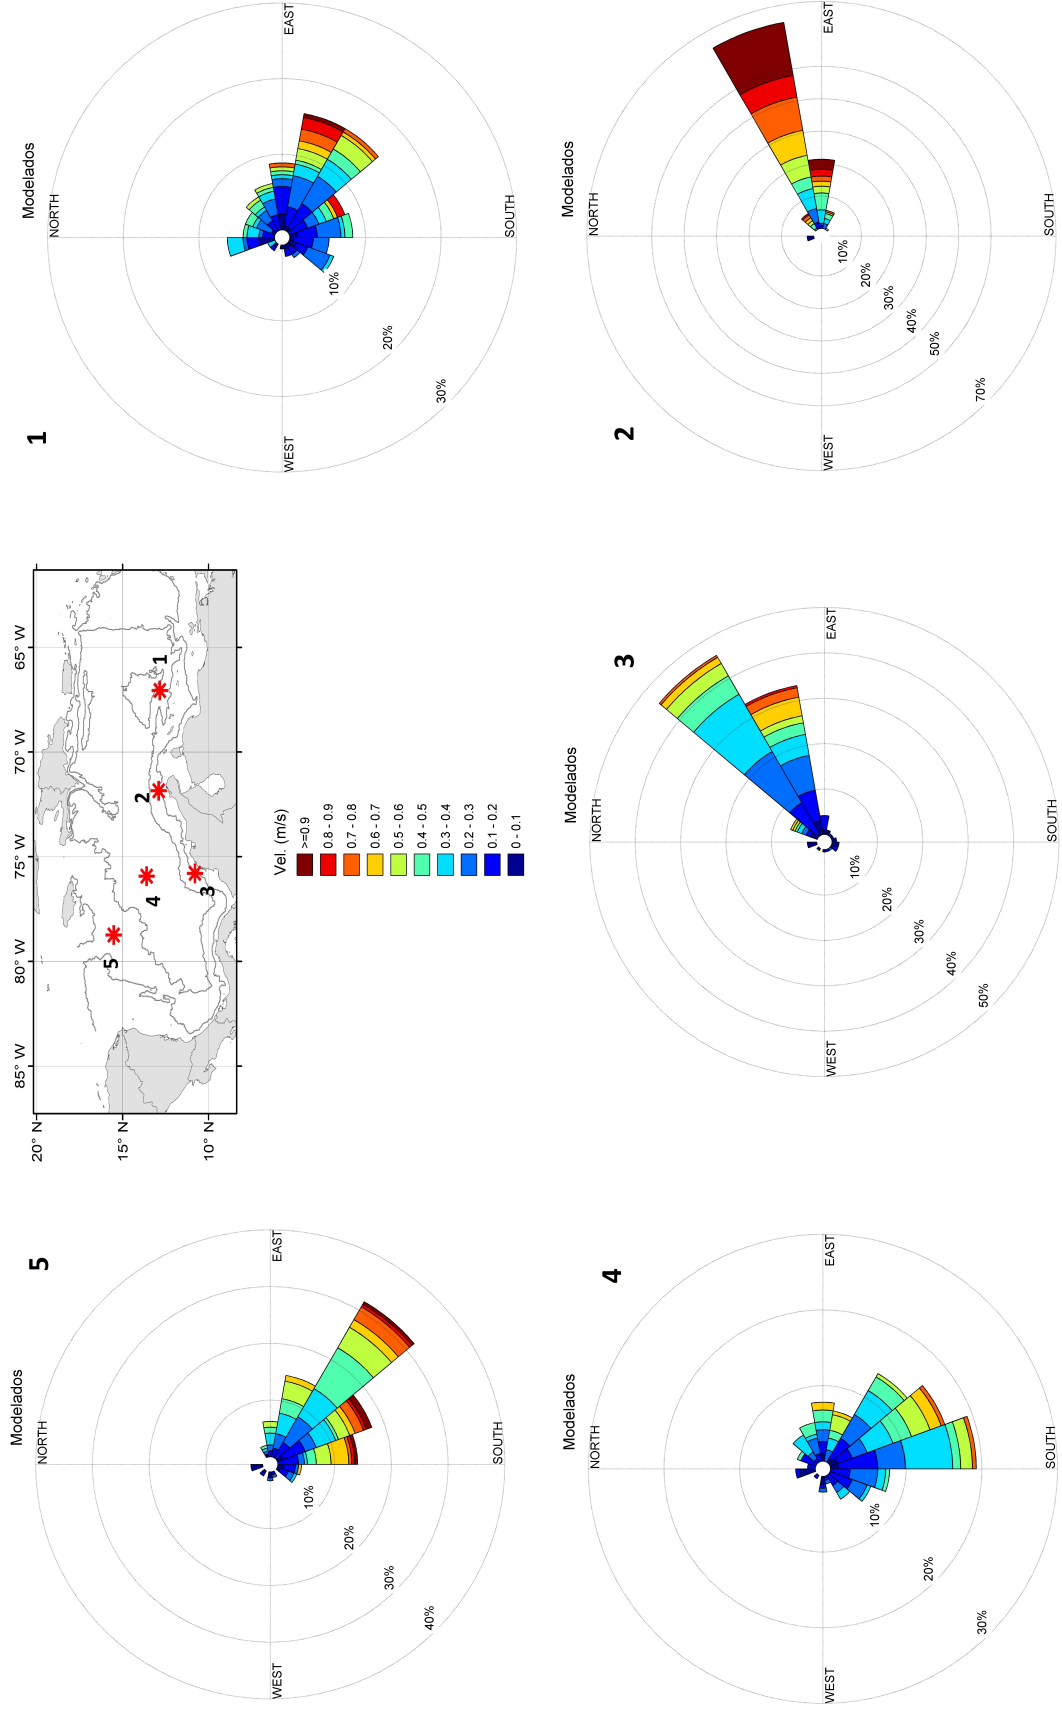 5
Modelados
NORTH
EAST
SOUTH
WEST
10%
20%
30%
40%
20° N
15° N
10° N
85° W
80° W
75° W
70° W
65° W
1
2
3
4
5
Vel. (m/s)
>=0.9
0.8 - 0.9
0.7 - 0.8
0.6 - 0.7
0.5 - 0.6
0.4 - 0.5
0.3 - 0.4
0.2 - 0.3
0.1 - 0.2
0 - 0.1
1
Modelados
NORTH
EAST
SOUTH
WEST
10%
20%
30%
4
Modelados
NORTH
EAST
SOUTH
WEST
10%
20%
30%
3
Modelados
NORTH
EAST
SOUTH
WEST
10%
20%
30%
40%
50%
2
Modelados
NORTH
EAST
SOUTH
WEST
10%
20%
30%
40%
50%
70%